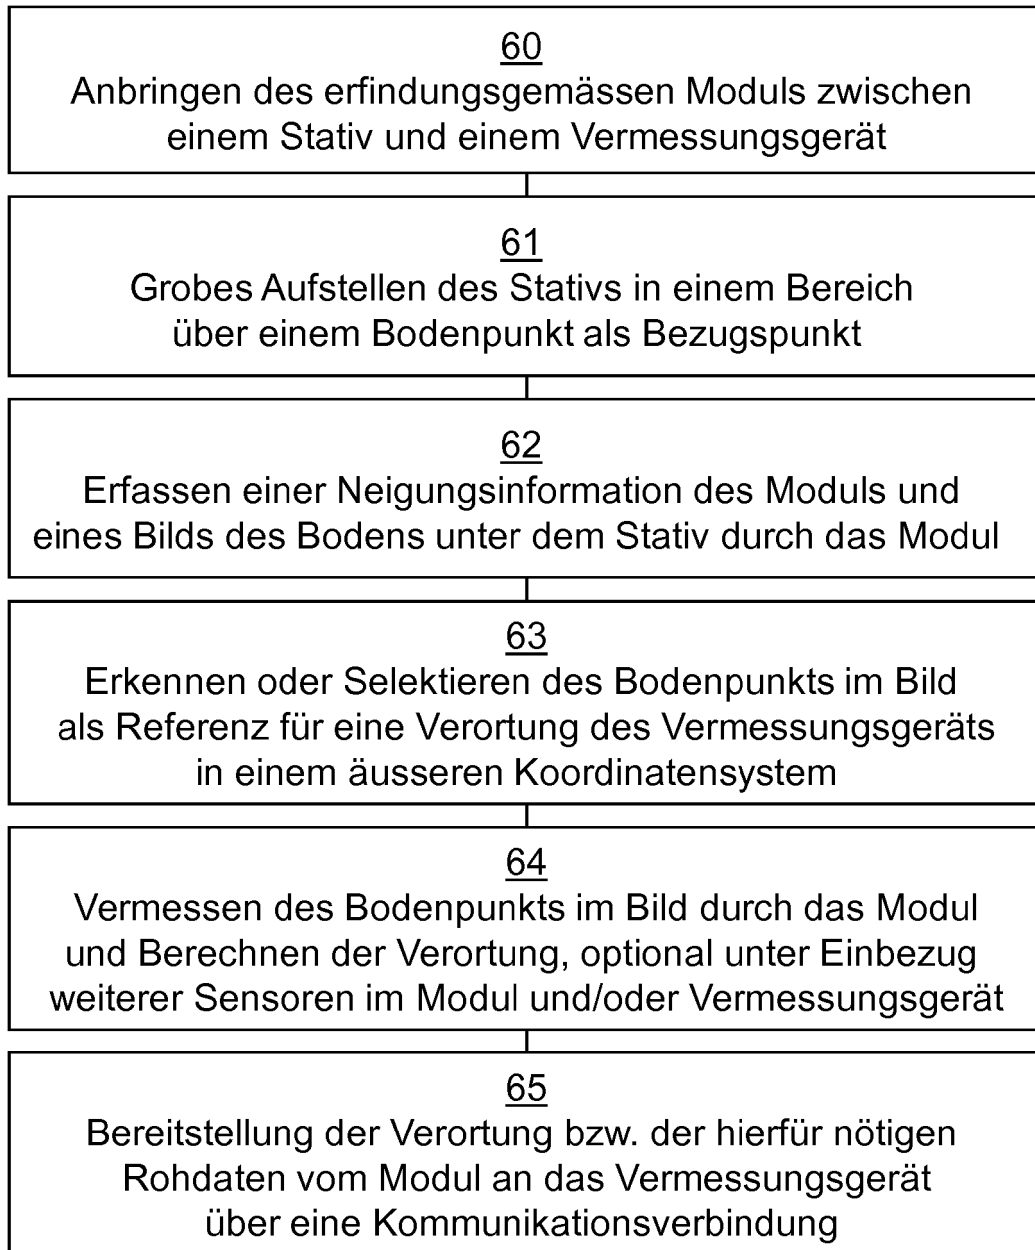 60
Anbringen des erfindungsgemässen Moduls zwischen
einem Stativ und einem Vermessungsgerät
61
Grobes Aufstellen des Stativs in einem Bereich
über einem Bodenpunkt als Bezugspunkt
62
Erfassen einer Neigungsinformation des Moduls und
eines Bilds des Bodens unter dem Stativ durch das Modul
63
Erkennen oder Selektieren des Bodenpunkts im Bild
als Referenz für eine Verortung des Vermessungsgeräts
in einem äusseren Koordinatensystem
64
Vermessen des Bodenpunkts im Bild durch das Modul
und Berechnen der Verortung, optional unter Einbezug
weiterer Sensoren im Modul und/oder Vermessungsgerät
65
Bereitstellung der Verortung bzw. der hierfür nötigen
Rohdaten vom Modul an das Vermessungsgerät
über eine Kommunikationsverbindung